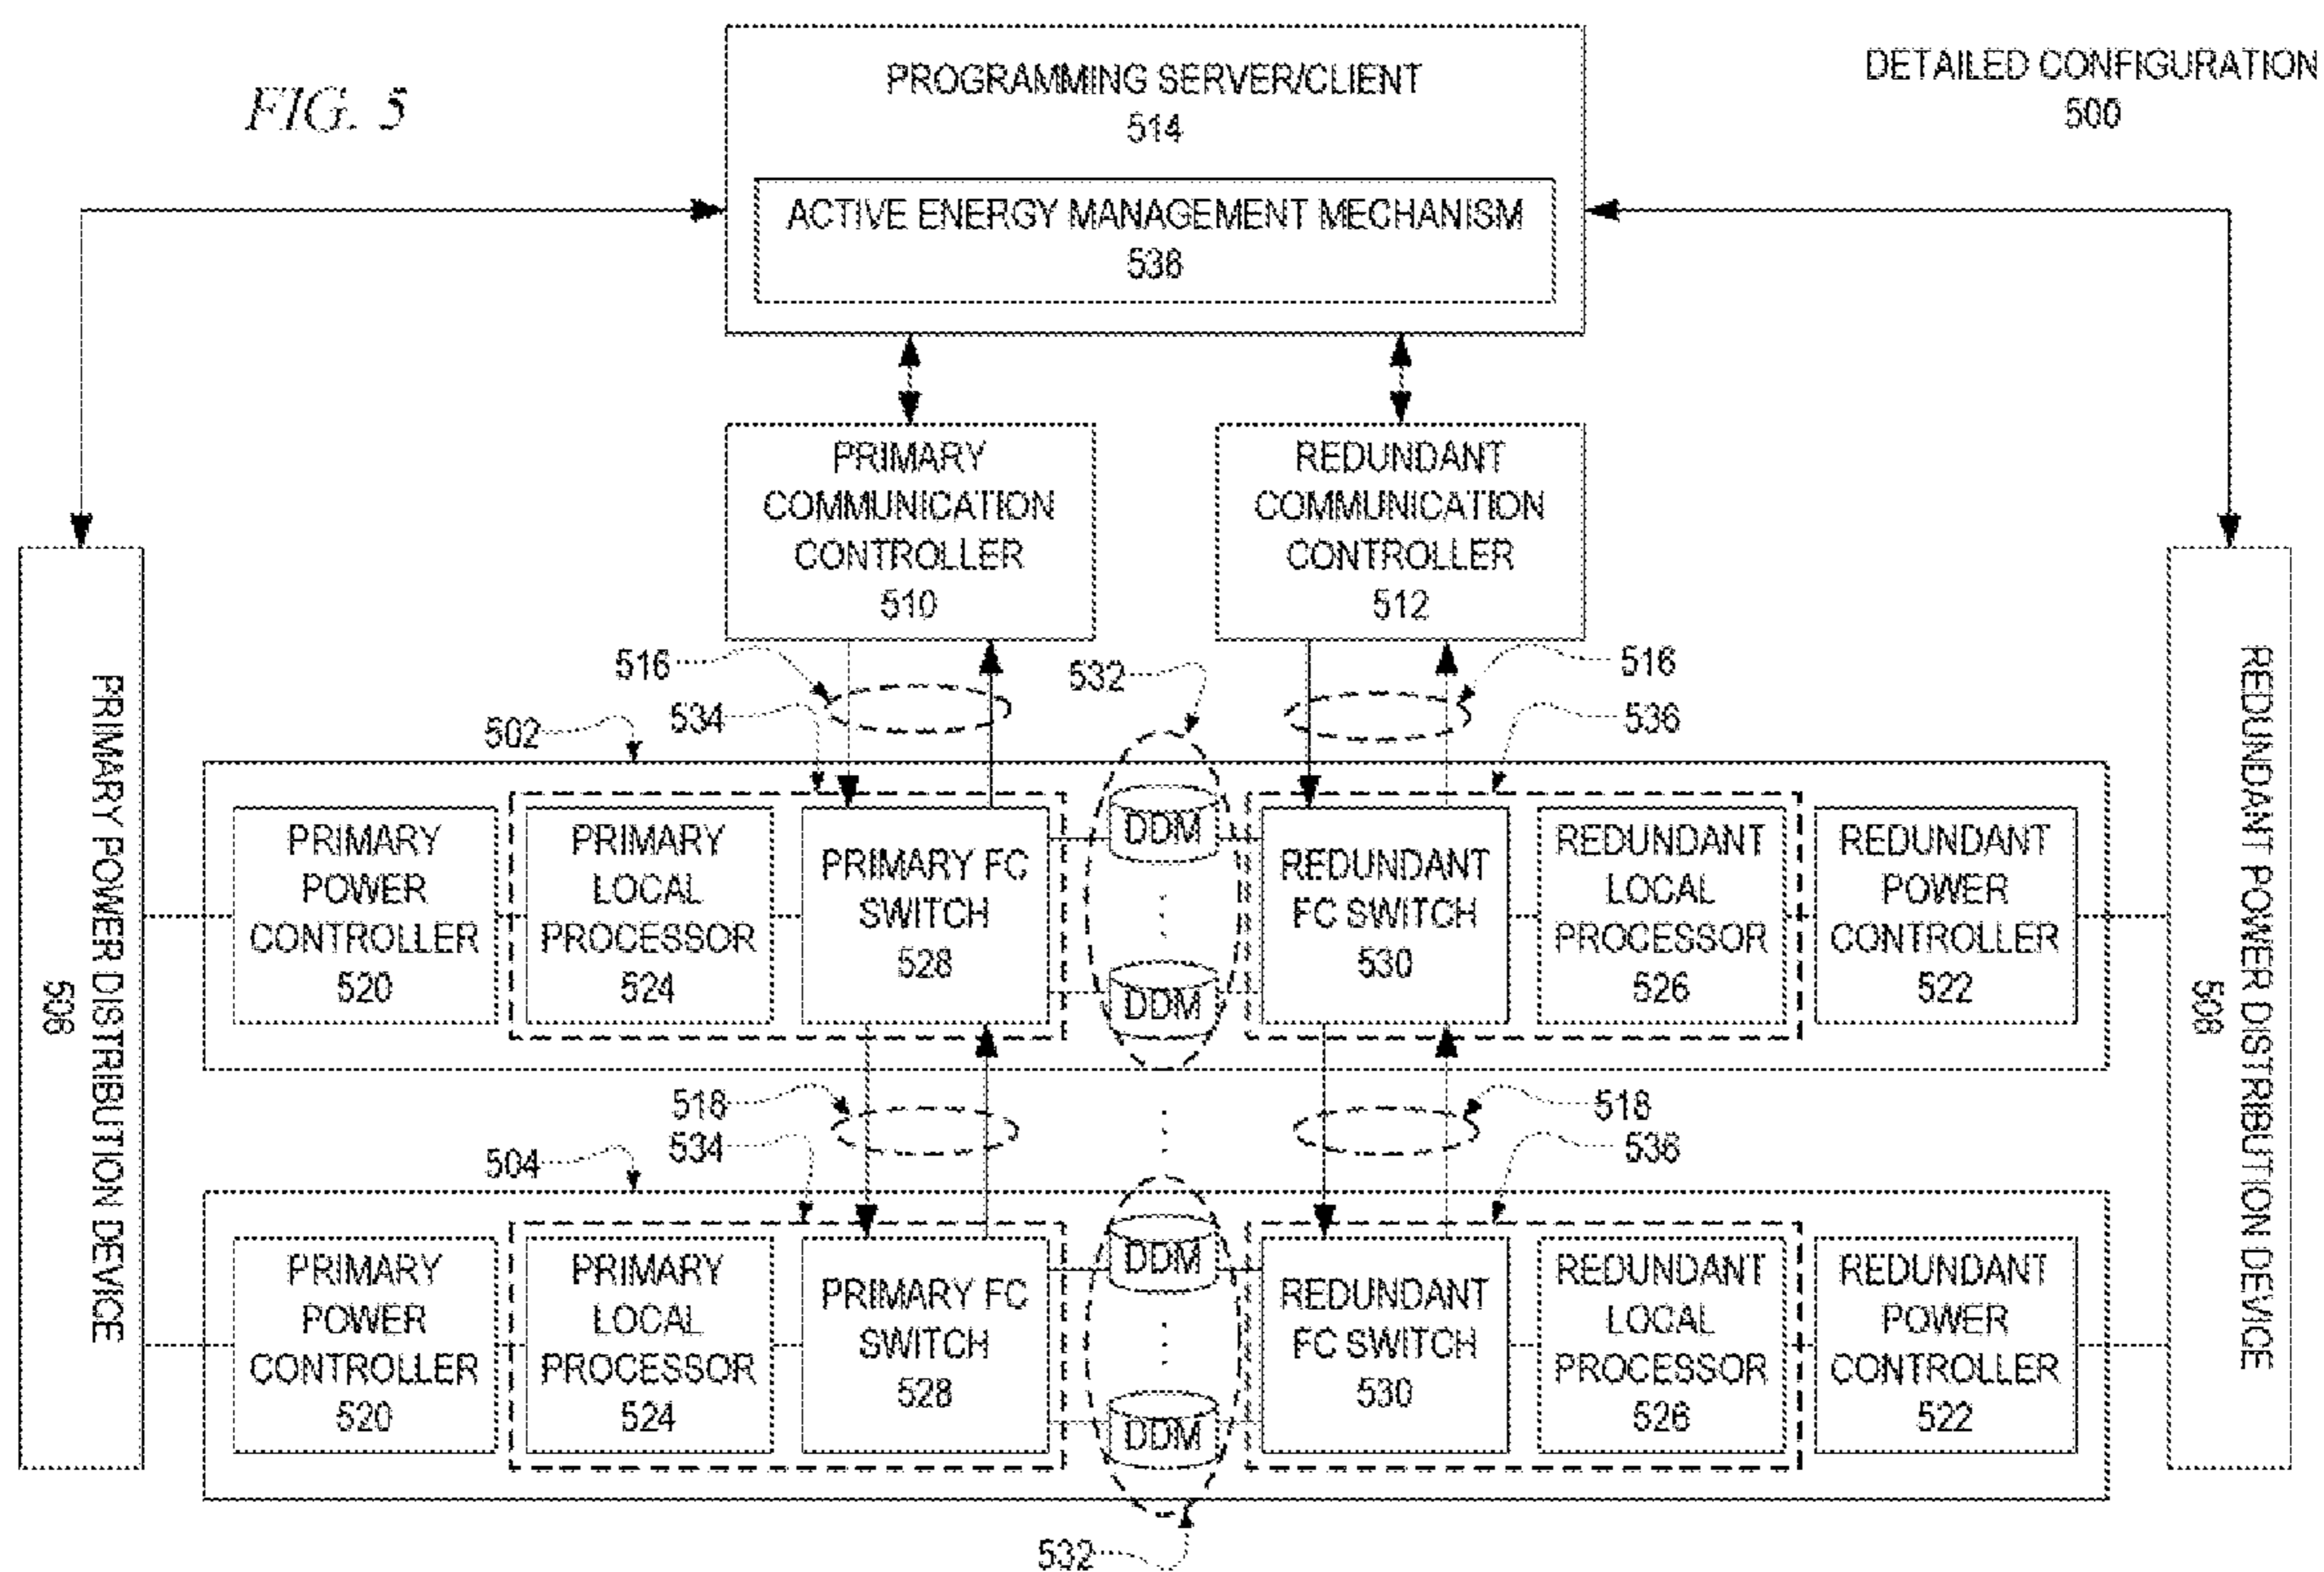 FIG. 5
DETAILED CONFIGURATION
500
PROGRAMMING SERVER/CLIENT
514
ACTIVE ENERGY MANAGEMENT MECHANISM
538
PRIMARY
COMMUNICATION
CONTROLLER
510
REDUNDANT
COMMUNICATION
CONTROLLER
512
516
532
516
502
534
536
PRIMARY POWER DISTRIBUTION DEVICE
506
PRIMARY
POWER
CONTROLLER
520
PRIMARY
LOCAL
PROCESSOR
524
PRIMARY FC
SWITCH
528
DDM
DDM
REDUNDANT
FC SWITCH
530
REDUNDANT
LOCAL
PROCESSOR
526
REDUNDANT
POWER
CONTROLLER
522
REDUNDANT POWER DISTRIBUTION DEVICE
508
518
518
504
534
536
PRIMARY
POWER
CONTROLLER
520
PRIMARY
LOCAL
PROCESSOR
524
PRIMARY FC
SWITCH
528
DDM
DDM
REDUNDANT
FC SWITCH
530
REDUNDANT
LOCAL
PROCESSOR
526
REDUNDANT
POWER
CONTROLLER
522
532